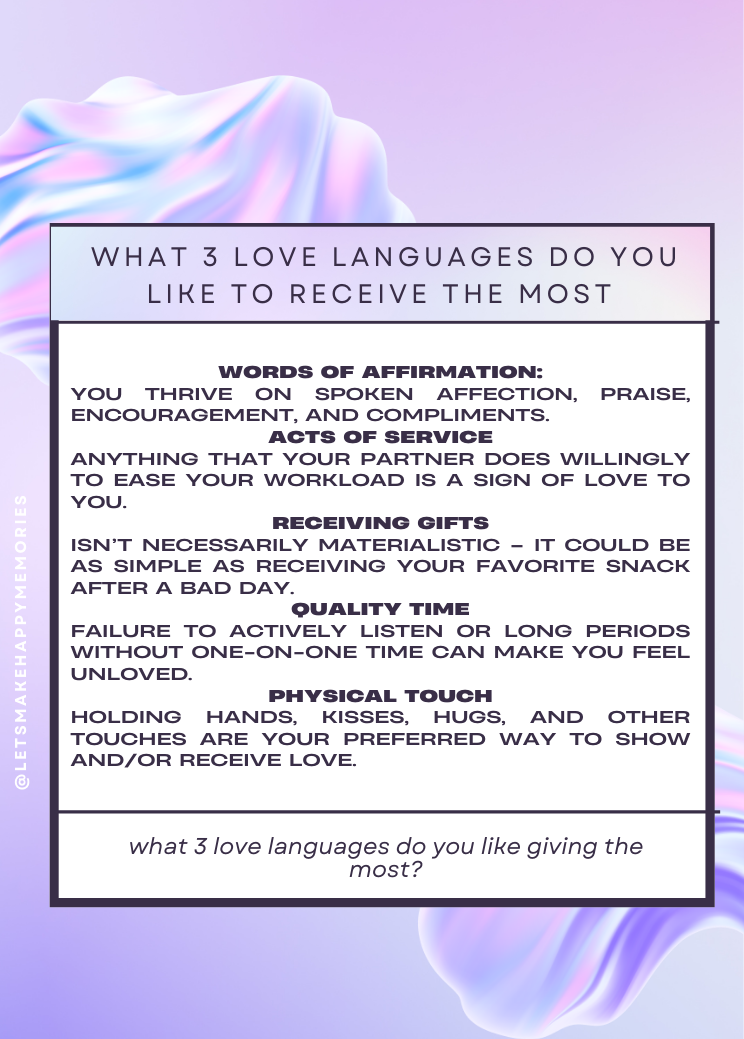 WHAT 3 LOVE LANGUAGES DO YOU
LIKE TO RECEIVE THE MOST
WORDS OF AFFIRMATION:
YOU THRIVE ON SPOKEN AFFECTION, PRAISE,
ENCOURAGEMENT, AND COMPLIMENTS.
ACTS OF SERVICE
ANYTHING THAT YOUR PARTNER DOES WILLINGLY
TO EASE YOUR WORKLOAD IS A SIGN OF LOVE TO
YOU.
RECEIVING GIFTS
ISN'T NECESSARILY MATERIALISTIC – IT COULD BE
AS SIMPLE AS RECEIVING YOUR FAVORITE SNACK
AFTER A BAD DAY.
QUALITY TIME
FAILURE TO ACTIVELY LISTEN OR LONG PERIODS
WITHOUT ONE-ON-ONE TIME CAN MAKE YOU FEEL
UNLOVED.
PHYSICAL TOUCH
HOLDING HANDS, KISSES, HUGS, AND OTHER
TOUCHES ARE YOUR PREFERRED WAY TO SHOW
AND/OR RECEIVE LOVE.
what 3 love languages do you like giving the
most?
@LETSMAKEHAPPYMEMORIES